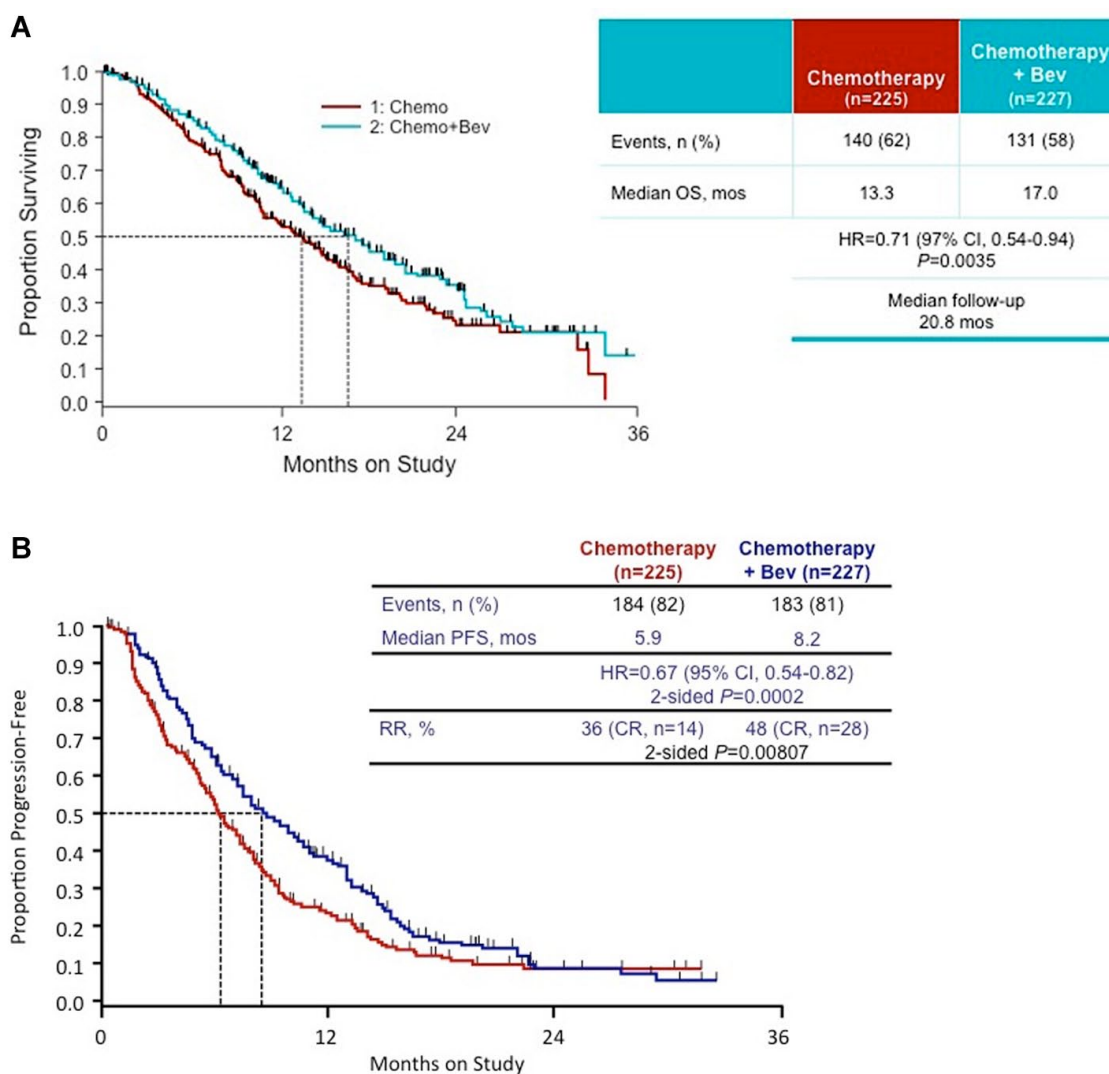 A
1.0
0.9
0.8
0.7
0.6
0.5
0.4
0.3
0.2
0.1
0.0
Proportion Surviving
1: Chemo
2: Chemo+Bev
0 12 24 36
Months on Study
Chemotherapy
(n=225)
Chemotherapy
+ Bev
(n=227)
Events, n (%) 140 (62) 131 (58)
Median OS, mos 13.3 17.0
HR=0.71 (97% CI, 0.54-0.94)
P=0.0035
Median follow-up
20.8 mos
B
1.0
0.9
0.8
0.7
0.6
0.5
0.4
0.3
0.2
0.1
0.0
Proportion Progression-Free
0 12 24 36
Months on Study
Chemotherapy
(n=225)
Chemotherapy
+ Bev (n=227)
Events, n (%) 184 (82) 183 (81)
Median PFS, mos 5.9 8.2
HR=0.67 (95% CI, 0.54-0.82)
2-sided P=0.0002
RR, % 36 (CR, n=14) 48 (CR, n=28)
2-sided P=0.00807